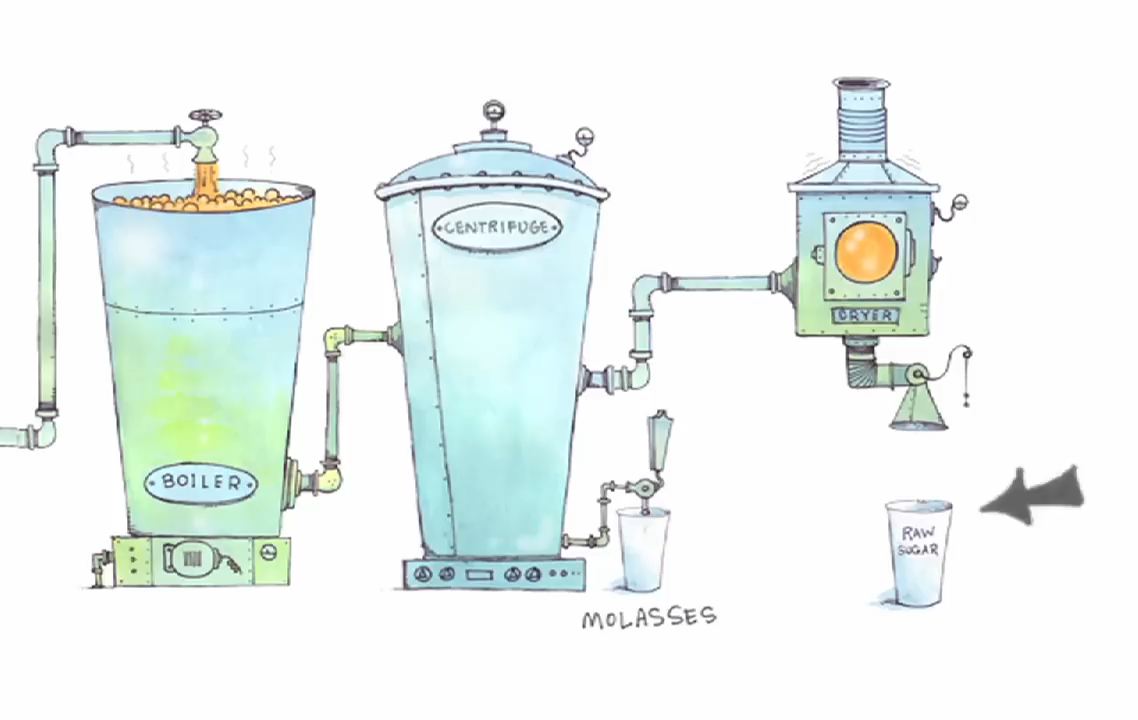 BOILER
CENTRIFUGE
MOLASSES
DRYER
RAW
SUGAR